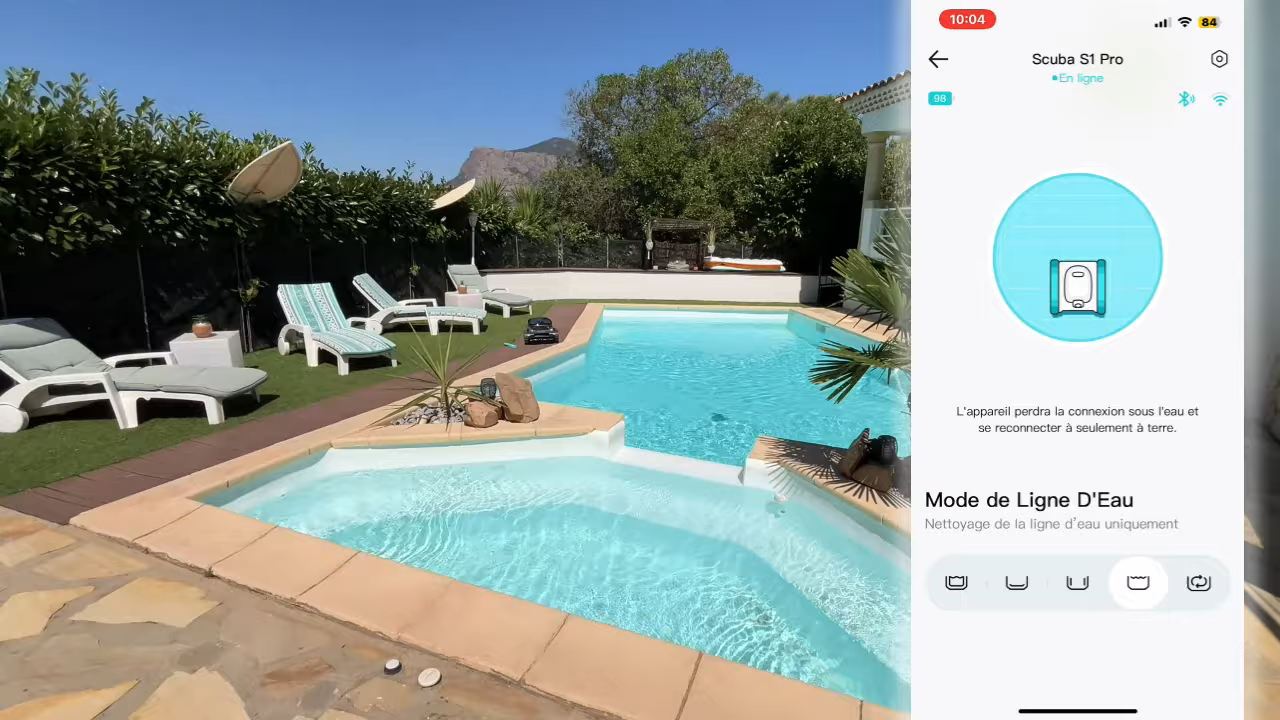 10:04
84
Scuba S1 Pro
En ligne
98
L'appareil perdra la connexion sous l'eau et
se reconnecter à seulement à terre.
Mode de Ligne D'Eau
Nettoyage de la ligne d'eau uniquement